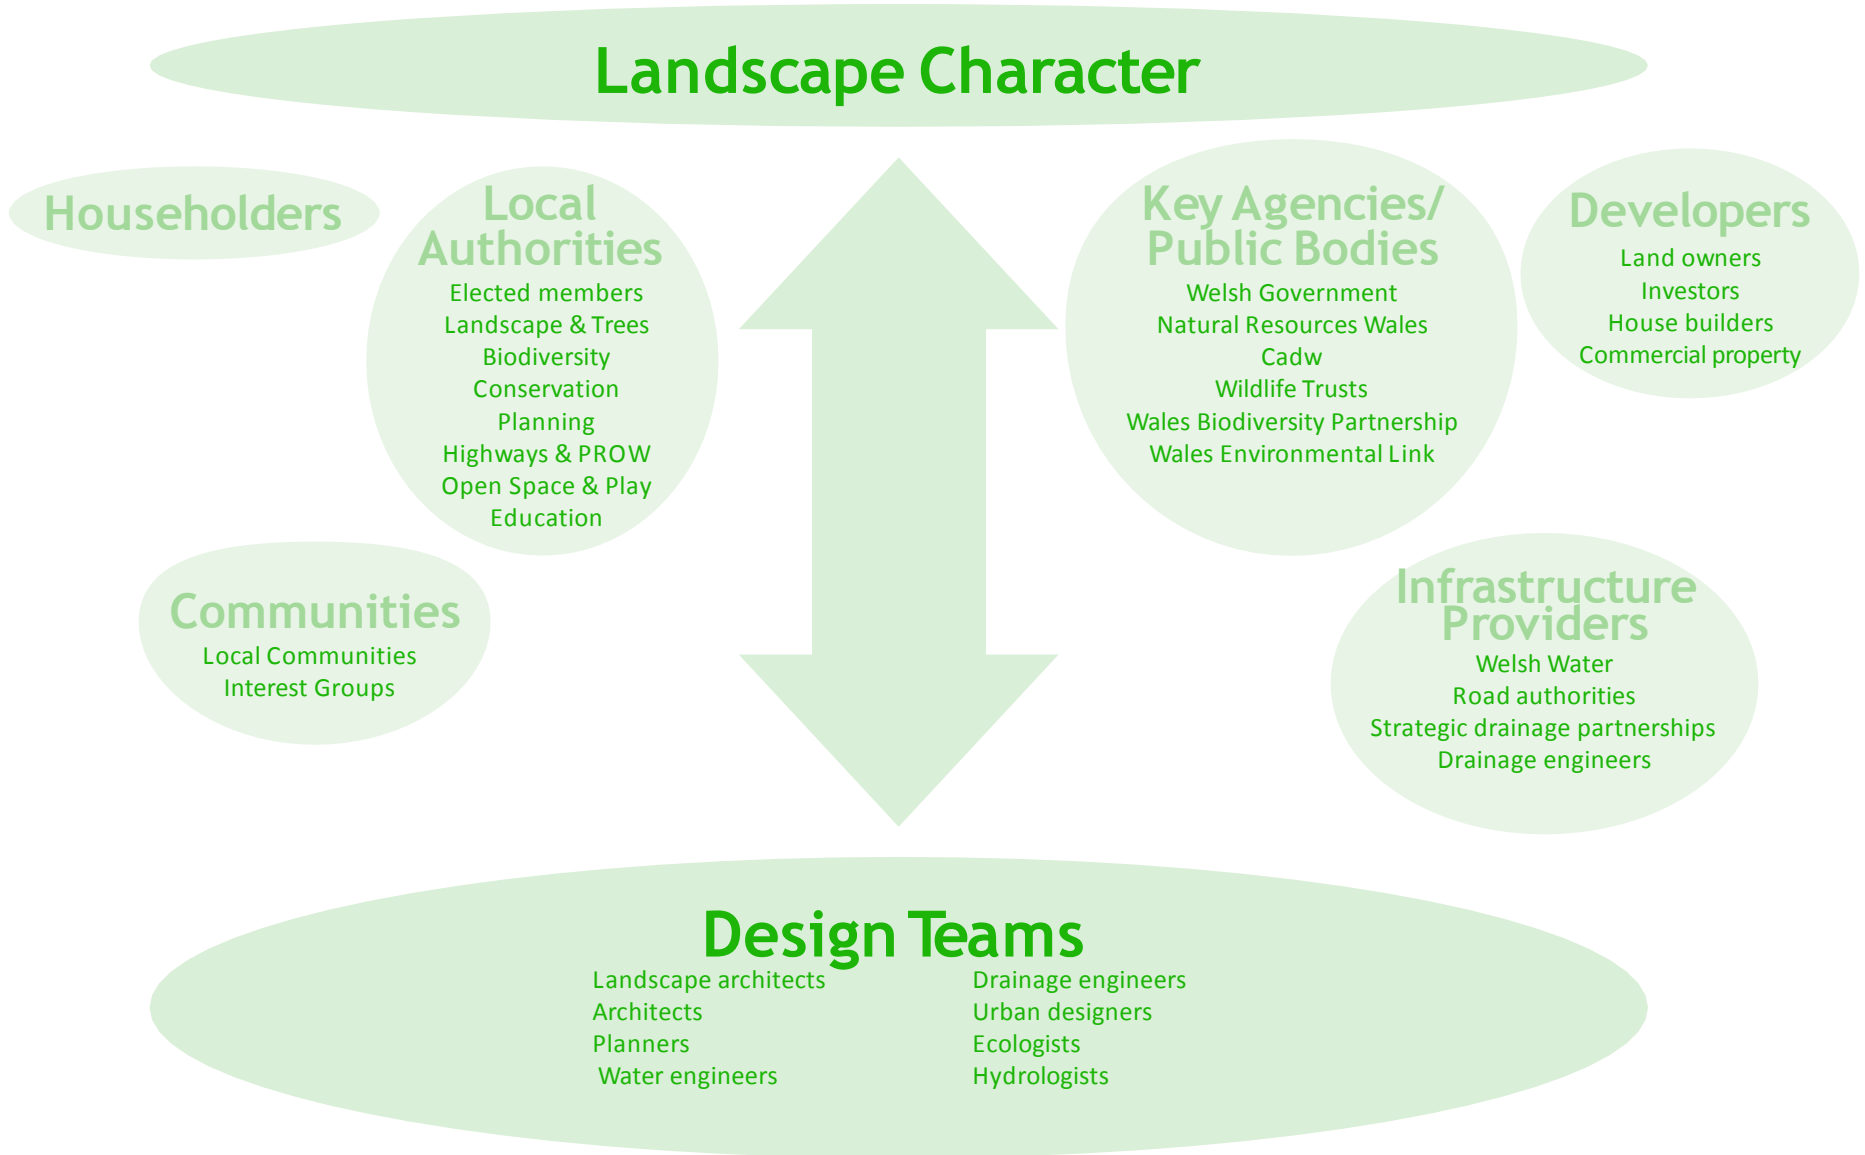 Landscape Character
Householders
Local
Authorities
Elected members
Landscape & Trees
Biodiversity
Conservation
Planning
Highways & PROW
Open Space & Play
Education
Key Agencies/
Public Bodies
Welsh Government
Natural Resources Wales
Cadw
Wildlife Trusts
Wales Biodiversity Partnership
Wales Environmental Link
Developers
Land owners
Investors
House builders
Commercial property
Communities
Local Communities
Interest Groups
Infrastructure
Providers
Welsh Water
Road authorities
Strategic drainage partnerships
Drainage engineers
Design Teams
Landscape architects
Architects
Planners
Water engineers
Drainage engineers
Urban designers
Ecologists
Hydrologists